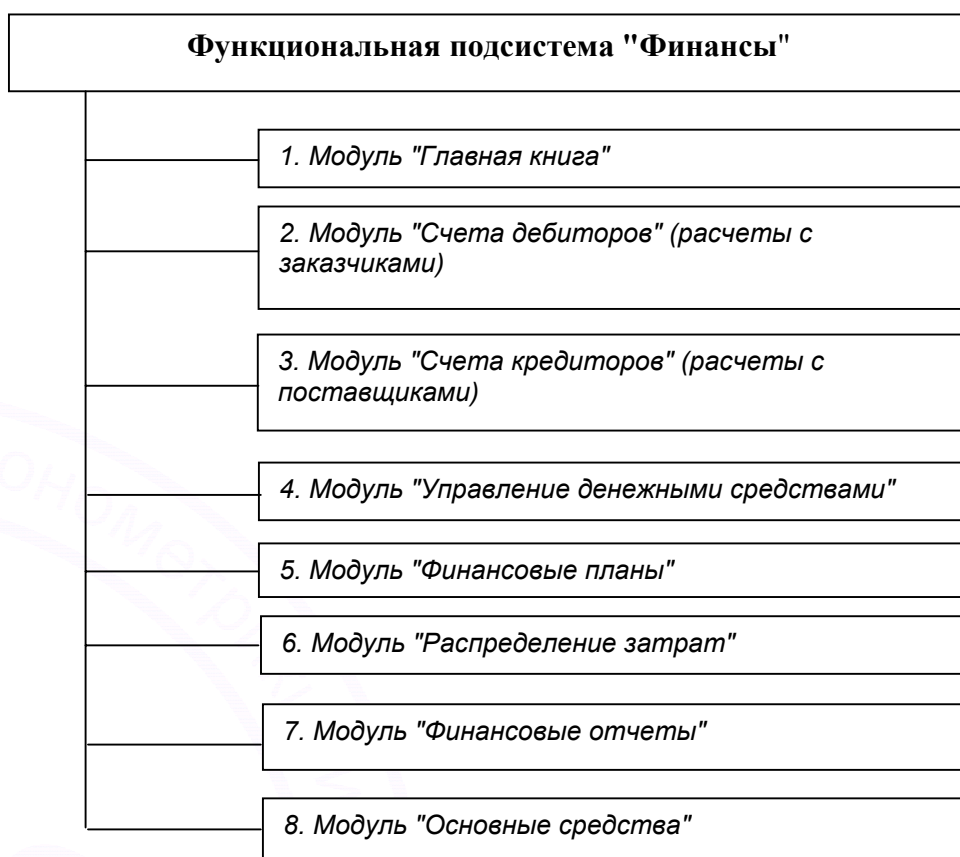 Функциональная подсистема "Финансы"
1. Модуль "Главная книга"
2. Модуль "Счета дебиторов" (расчеты с
заказчиками)
3. Модуль "Счета кредиторов" (расчеты с
поставщиками)
4. Модуль "Управление денежными средствами"
5. Модуль "Финансовые планы"
6. Модуль "Распределение затрат"
7. Модуль "Финансовые отчеты"
8. Модуль "Основные средства"